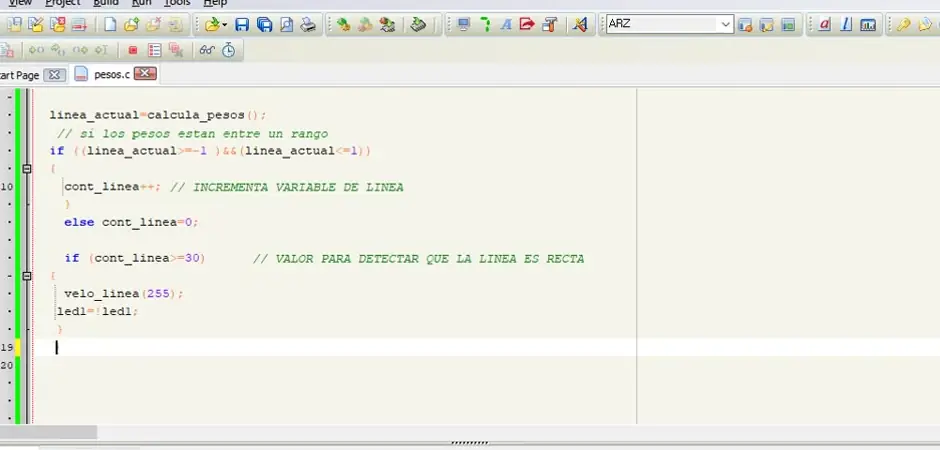 View Project Build Run Tools Help
ARZ
Start Page pesos.c
linea_actual=calcula_pesos();
// si los pesos estan entre un rango
if ((linea_actual>=-1 )&&(linea_actual<=1))
{
10 cont_linea++; // INCREMENTA VARIABLE DE LINEA
}
else cont_linea=0;
if (cont_linea>=30) // VALOR PARA DETECTAR QUE LA LINEA ES RECTA
{
velo_linea(255);
led1=!led1;
}
19
20